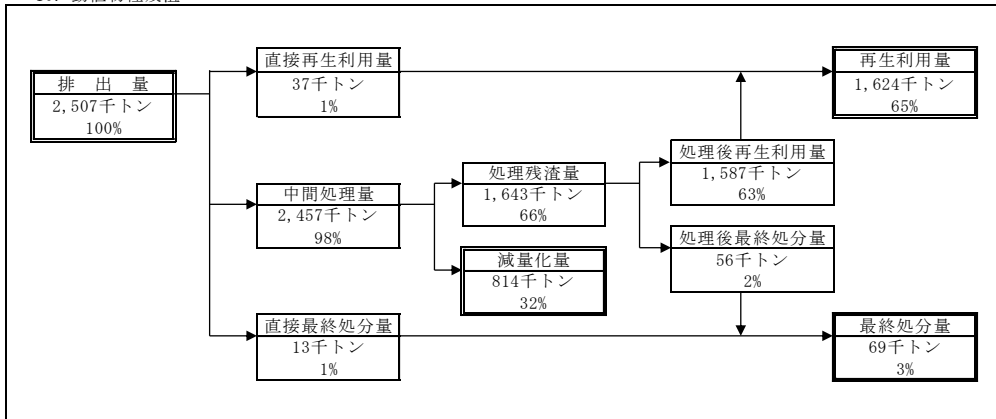 排出量
2,507千トン
100%
直接再生利用量
37千トン
1%
再生利用量
1,624千トン
65%
中間処理量
2,457千トン
98%
処理残渣量
1,643千トン
66%
処理後再生利用量
1,587千トン
63%
減量化量
814千トン
32%
処理後最終処分量
56千トン
2%
直接最終処分量
13千トン
1%
最終処分量
69千トン
3%